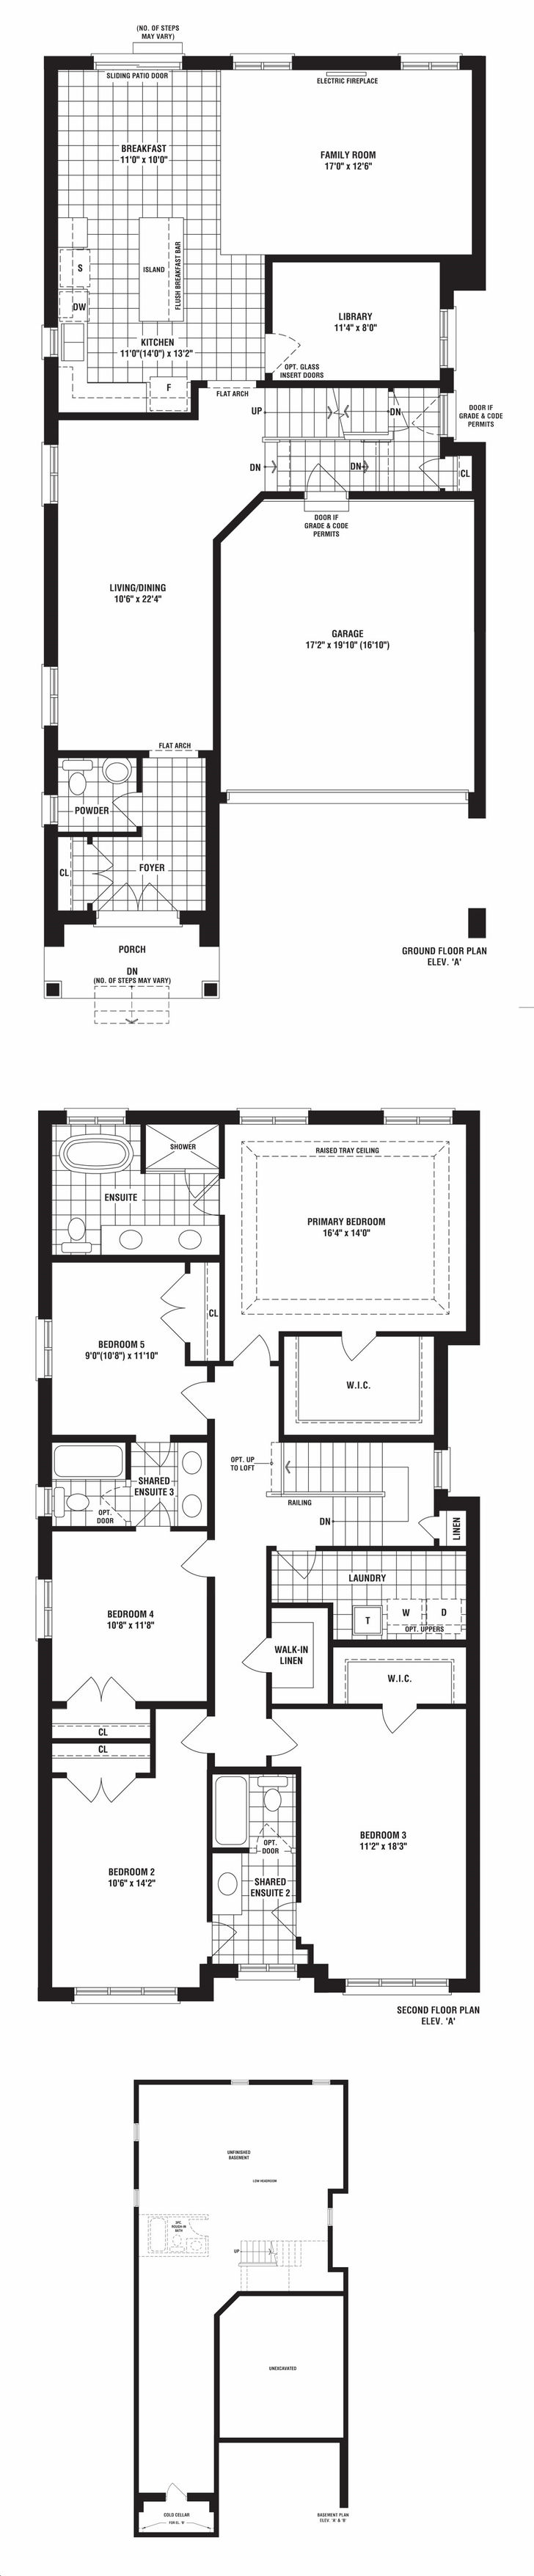 (NO. OF STEPS
MAY VARY)
SLIDING PATIO DOOR
ELECTRIC FIREPLACE
BREAKFAST
11'0" x 10'0"
FAMILY ROOM
17'0" x 12'6"
S
ISLAND
FLUSH BREAKFAST BAR
DW
LIBRARY
11'4" x 8'0"
KITCHEN
11'0"(14'0") x 13'2"
OPT. GLASS
INSERT DOORS
F
FLAT ARCH
UP
DN
DOOR IF
GRADE & CODE
PERMITS
DN
DN
CL
DOOR IF
GRADE & CODE
PERMITS
LIVING/DINING
10'6" x 22'4"
GARAGE
17'2" x 19'10" (16'10")
FLAT ARCH
POWDER
CL
FOYER
PORCH
DN
(NO. OF STEPS MAY VARY)
GROUND FLOOR PLAN
ELEV. 'A'
SHOWER
RAISED TRAY CEILING
ENSUITE
PRIMARY BEDROOM
16'4" x 14'0"
CL
BEDROOM 5
9'0"(10'8") x 11'10"
W.I.C.
OPT. UP
TO LOFT
SHARED
ENSUITE 3
OPT.
DOOR
RAILING
DN
LINEN
LAUNDRY
T
W
D
OPT. UPPERS
BEDROOM 4
10'8" x 11'8"
WALK-IN
LINEN
W.I.C.
CL
CL
BEDROOM 3
11'2" x 18'3"
OPT.
DOOR
BEDROOM 2
10'6" x 14'2"
SHARED
ENSUITE 2
SECOND FLOOR PLAN
ELEV. 'A'
UNFINISHED
BASEMENT
LOW HEADROOM
OPT.
ROUGH-IN
BATH
UP
UNEXCAVATED
COLD CELLAR
FOR EL. 'A'
BASEMENT PLAN
ELEV. 'A' & 'B'